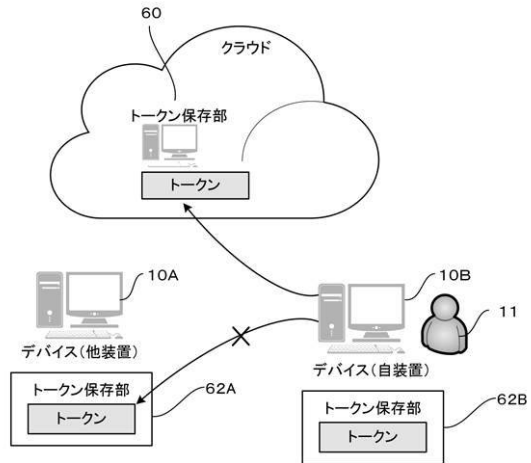 60
クラウド
トークン保存部
トークン
10A
10B
11
デバイス(他装置)
デバイス(自装置)
トークン保存部
トークン
62A
62B
トークン保存部
トークン